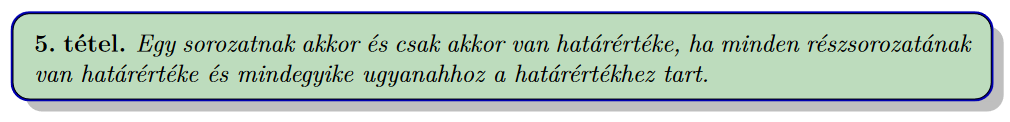 5. tétel. Egy sorozatnak akkor és csak akkor van határértéke, ha minden részsorozatának
van határértéke és mindegyike ugyanahhoz a határértékhez tart.